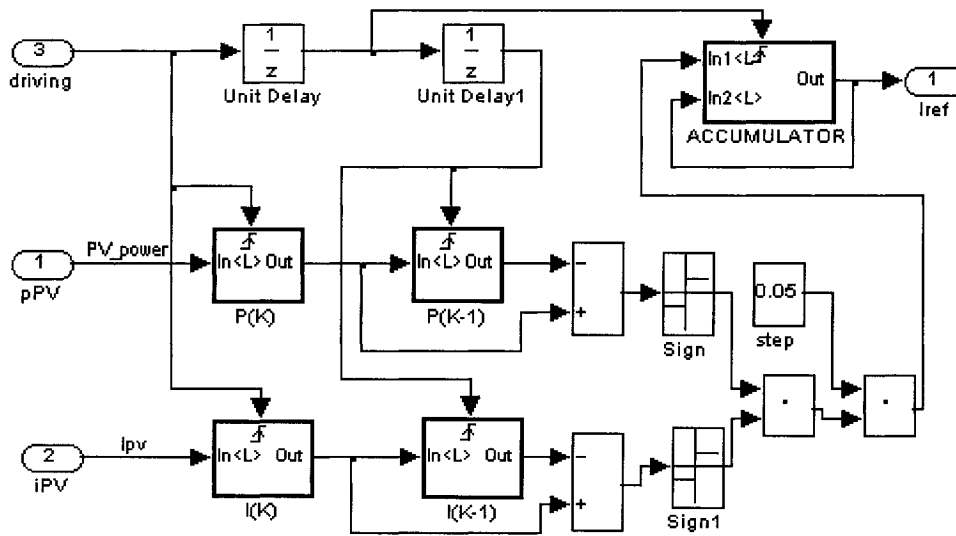 3
driving
1
z
Unit Delay
1
z
Unit Delay1
In1<L>
In2<L>
Out
ACCUMULATOR
1
Iref
PV_power
1
pPV
In<L> Out
P(K)
In<L> Out
P(K-1)
-
+
Sign
0.05
step
Ipv
2
iPV
In<L> Out
I(K)
In<L> Out
I(K-1)
-
+
Sign1